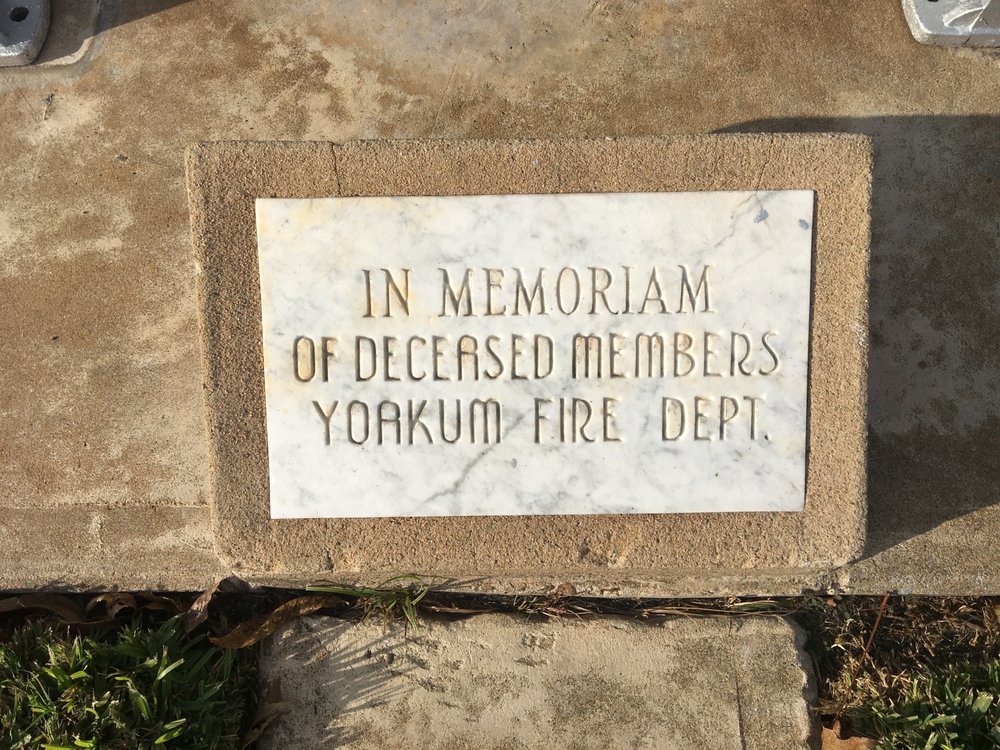 IN MEMORIAM
OF DECEASED MEMBERS
YOAKUM FIRE DEPT.